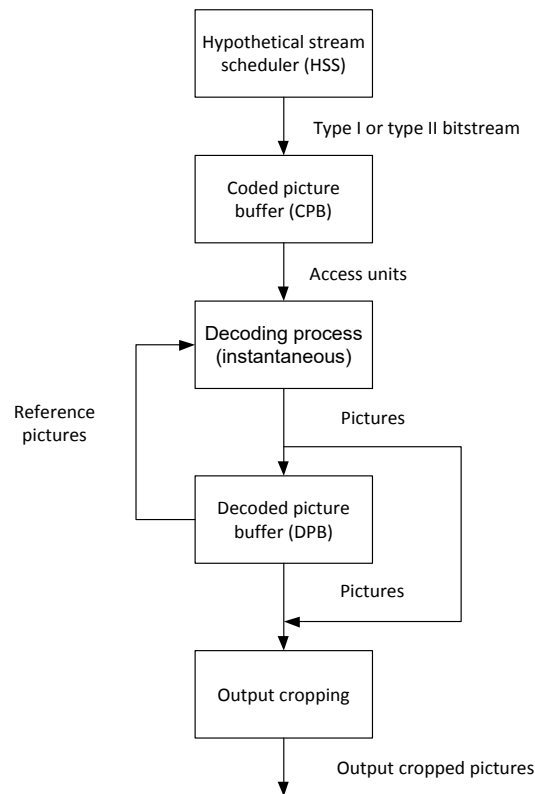 Hypothetical stream
scheduler (HSS)
Type I or type II bitstream
Coded picture
buffer (CPB)
Access units
Decoding process
(instantaneous)
Reference
pictures
Pictures
Decoded picture
buffer (DPB)
Pictures
Output cropping
Output cropped pictures